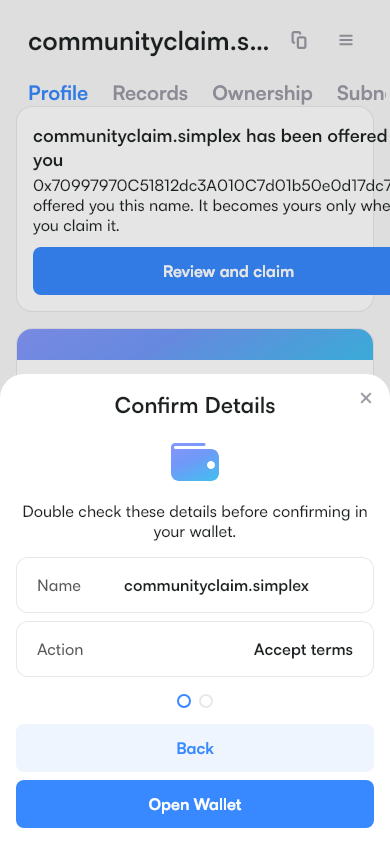 communityclaim.s...
Profile Records Ownership Subn
communityclaim.simplex has been offered
you
0x70997970C51812dc3A010C7d01b50e0d17dc7
offered you this name. It becomes yours only whe
you claim it.
Review and claim
Confirm Details
Double check these details before confirming in
your wallet.
Name communityclaim.simplex
Action Accept terms
Back
Open Wallet